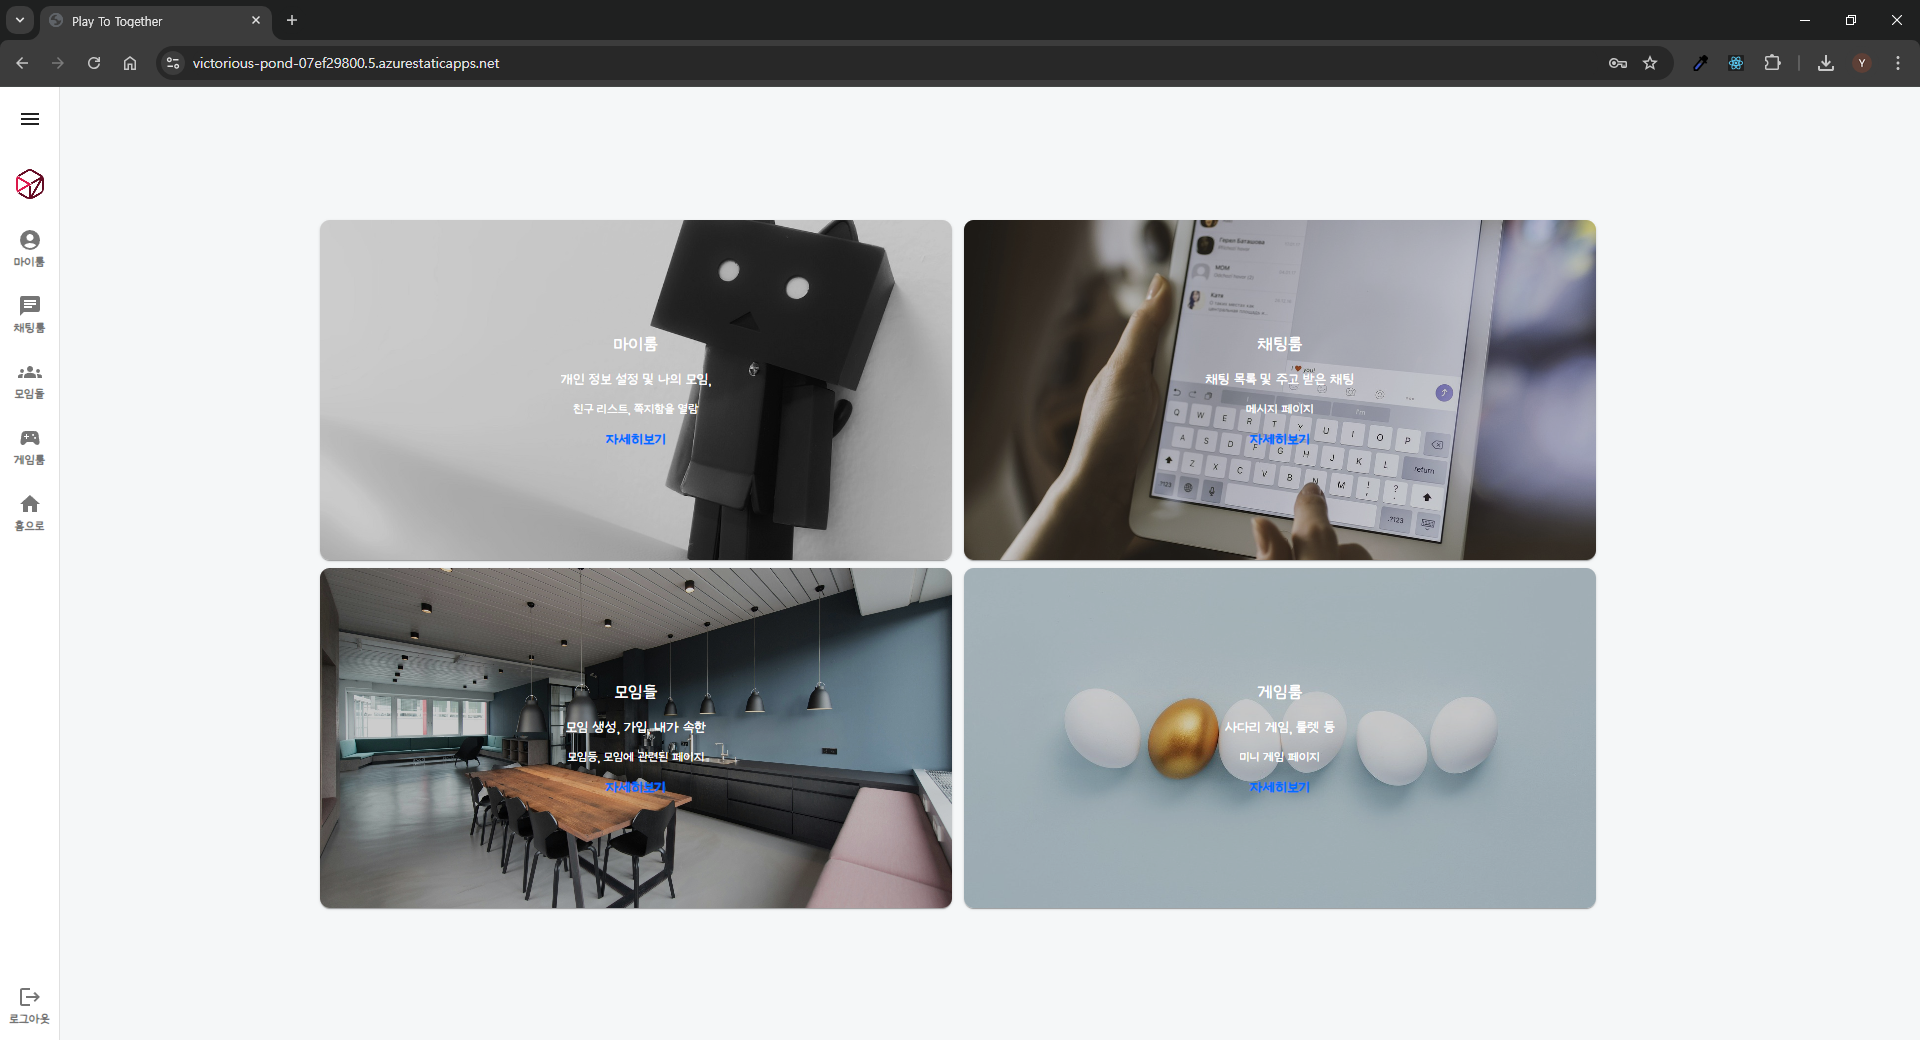 Play To Together
victorious-pond-07ef29800.5.azurestaticapps.net
Y
마이룸
채팅룸
모임들
게임룸
홈으로
로그아웃
마이룸
개인 정보 설정 및 나의 모임,
친구 리스트, 쪽지함을 열람
자세히보기
채팅룸
채팅 목록 및 주고 받은 채팅
메시지 페이지
자세히보기
MOM
Катя
you!
I'm
Q W E R T Y U I O P
A S D F G H J K L
return
Z X C V B N M ! , ? .
.?123
.?123
모임들
모임 생성, 가입, 내가 속한
모임등, 모임에 관련된 페이지
자세히보기
게임룸
사다리 게임, 룰렛 등
미니 게임 페이지
자세히보기